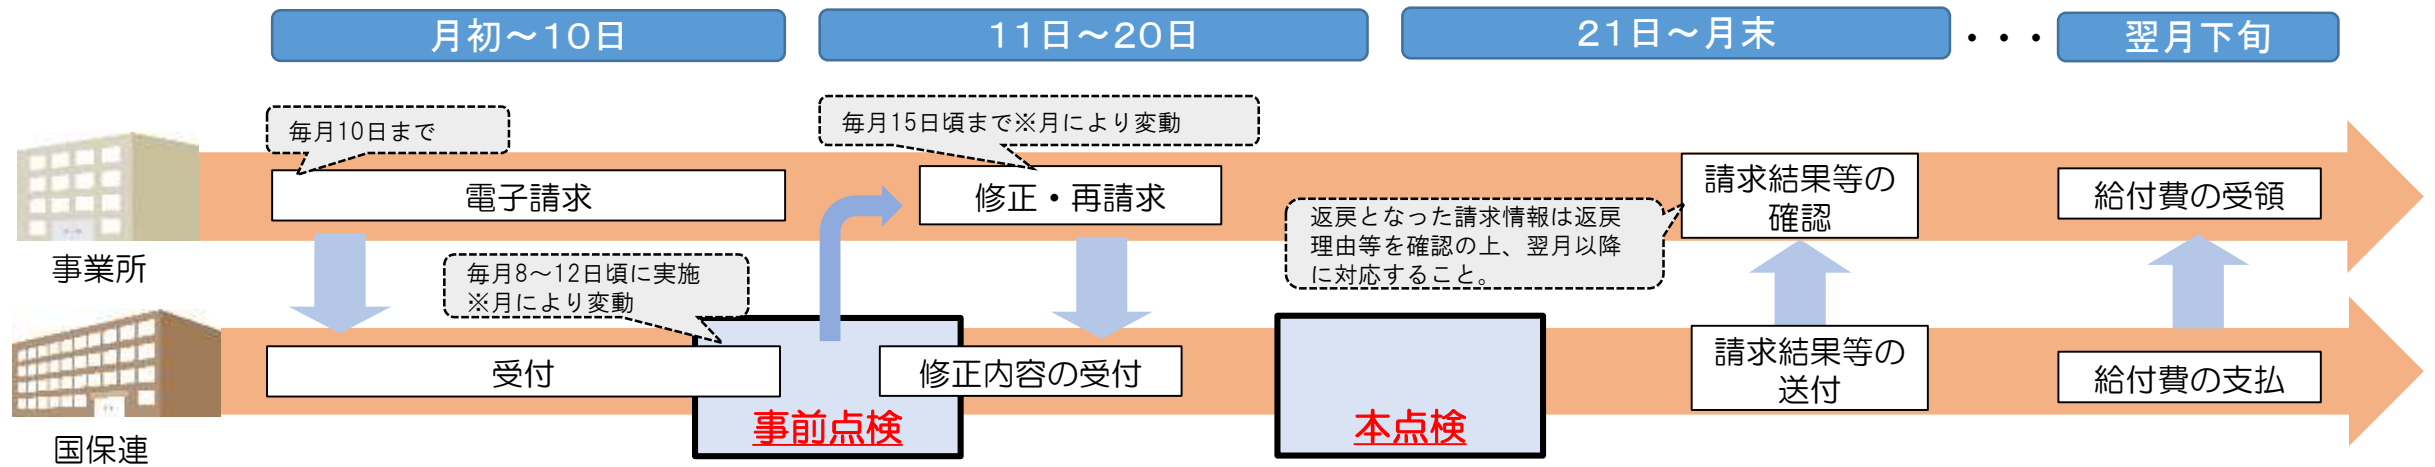 月初～10日
11日～20日
21日～月末
・・・
翌月下旬
毎月10日まで
毎月15日頃まで※月により変動
電子請求
修正・再請求
請求結果等の
確認
給付費の受領
返戻となった請求情報は返戻
理由等を確認の上、翌月以降
に対応すること。
事業所
毎月8～12日頃に実施
※月により変動
受付
修正内容の受付
請求結果等の
送付
給付費の支払
事前点検
本点検
国保連